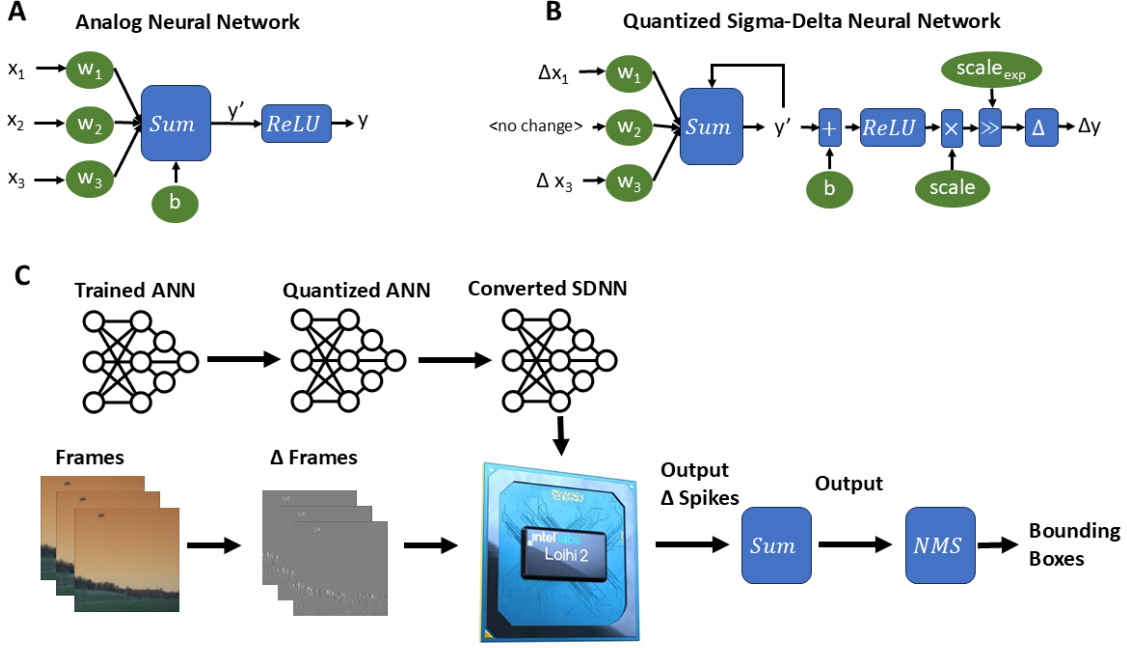 A
Analog Neural Network
x1
w1
x2
w2
x3
w3
Sum
b
y’
ReLU
y
B
Quantized Sigma-Delta Neural Network
Δx1
w1
<no change>
w2
Δ x3
w3
Sum
y’
+
b
ReLU
×
scale
scaleexp
≫
Δ
Δy
C
Trained ANN
Quantized ANN
Converted SDNN
Frames
Δ Frames
intel labs
Loihi 2
Output
Δ Spikes
Sum
Output
NMS
Bounding
Boxes